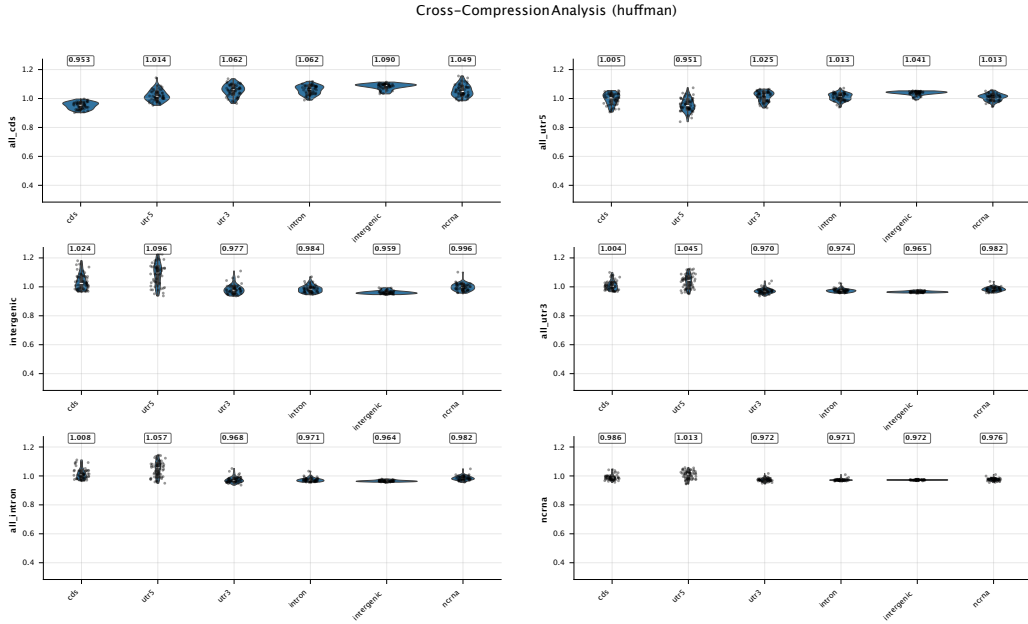 Cross-Compression Analysis (huffman)
0.953 1.014 1.062 1.062 1.090 1.049
1.2
1.0
0.8
0.6
0.4
all_cds
cds utr5 utr3 intron intergenic ncrna
1.005 0.951 1.025 1.013 1.041 1.013
1.2
1.0
0.8
0.6
0.4
all_utr5
cds utr5 utr3 intron intergenic ncrna
1.024 1.096 0.977 0.984 0.959 0.996
1.2
1.0
0.8
0.6
0.4
intergenic
cds utr5 utr3 intron intergenic ncrna
1.004 1.045 0.970 0.974 0.965 0.982
1.2
1.0
0.8
0.6
0.4
all_utr3
cds utr5 utr3 intron intergenic ncrna
1.008 1.057 0.968 0.971 0.964 0.982
1.2
1.0
0.8
0.6
0.4
all_intron
cds utr5 utr3 intron intergenic ncrna
0.986 1.013 0.972 0.971 0.972 0.976
1.2
1.0
0.8
0.6
0.4
ncrna
cds utr5 utr3 intron intergenic ncrna